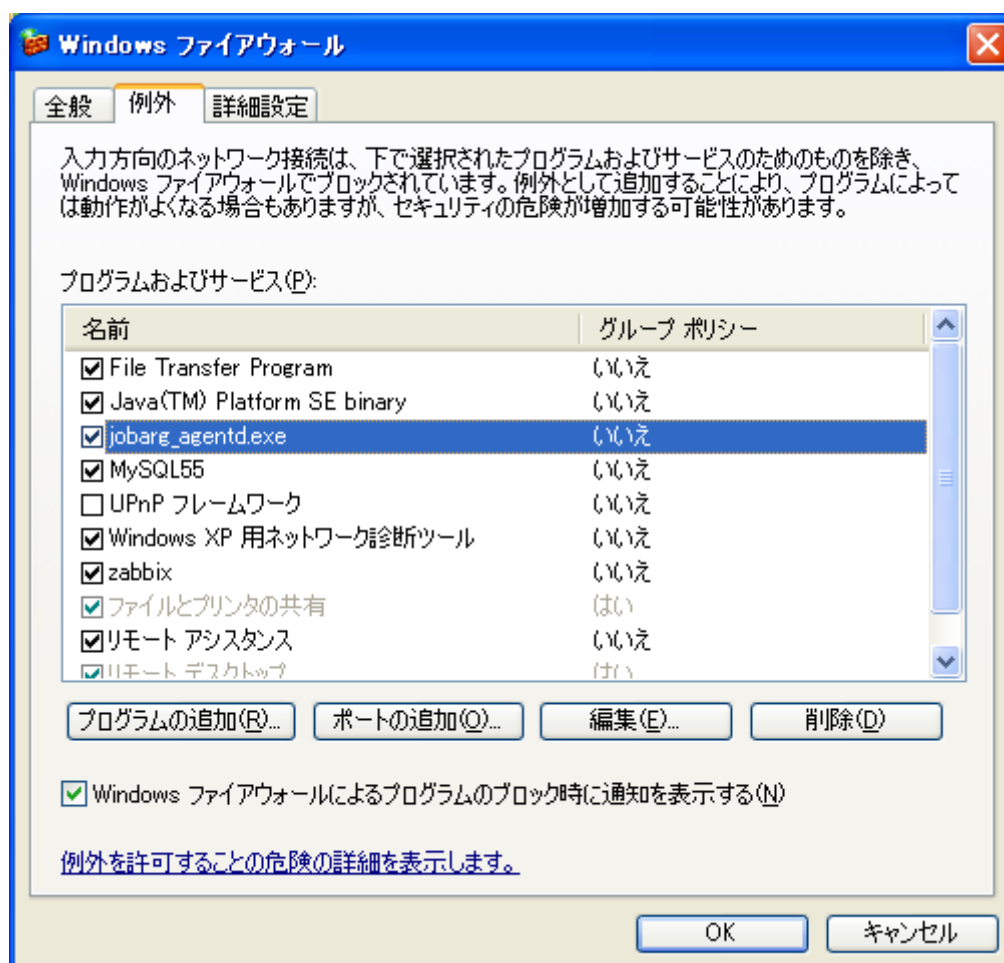 Windows ファイアウォール
全般 例外 詳細設定
入力方向のネットワーク接続は、下で選択されたプログラムおよびサービスのためのものを除き、
Windows ファイアウォールでブロックされています。例外として追加することにより、プログラムによって
は動作がよくなる場合もありますが、セキュリティの危険が増加する可能性があります。
プログラムおよびサービス(P):
名前 グループ ポリシー
File Transfer Program いいえ
Java(TM) Platform SE binary いいえ
jobarg_agentd.exe いいえ
MySQL55 いいえ
UPnP フレームワーク いいえ
Windows XP 用ネットワーク診断ツール いいえ
zabbix いいえ
ファイルとプリンタの共有 はい
リモート アシスタンス いいえ
リモート デスクトップ はい
プログラムの追加(R)... ポートの追加(O)... 編集(E)... 削除(D)
Windows ファイアウォールによるプログラムのブロック時に通知を表示する(N)
例外を許可することの危険の詳細を表示します。
OK キャンセル